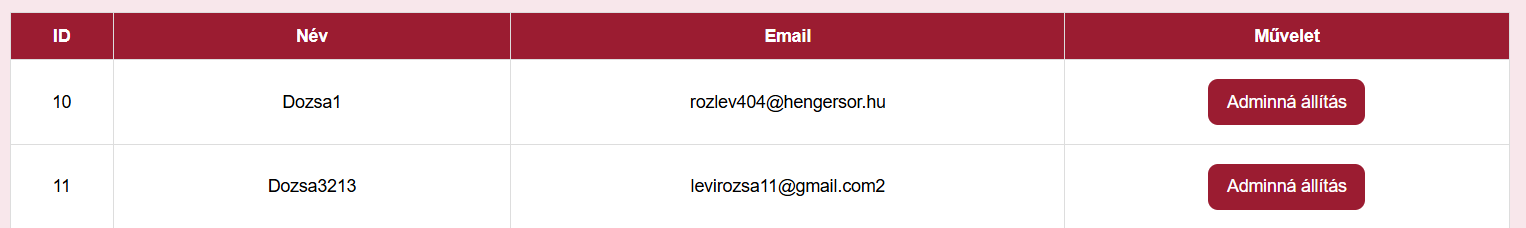 ID Név Email Művelet
10 Dozsa1 rozlev404@hengersor.hu Adminná állítás
11 Dozsa3213 levirozsa11@gmail.com2 Adminná állítás